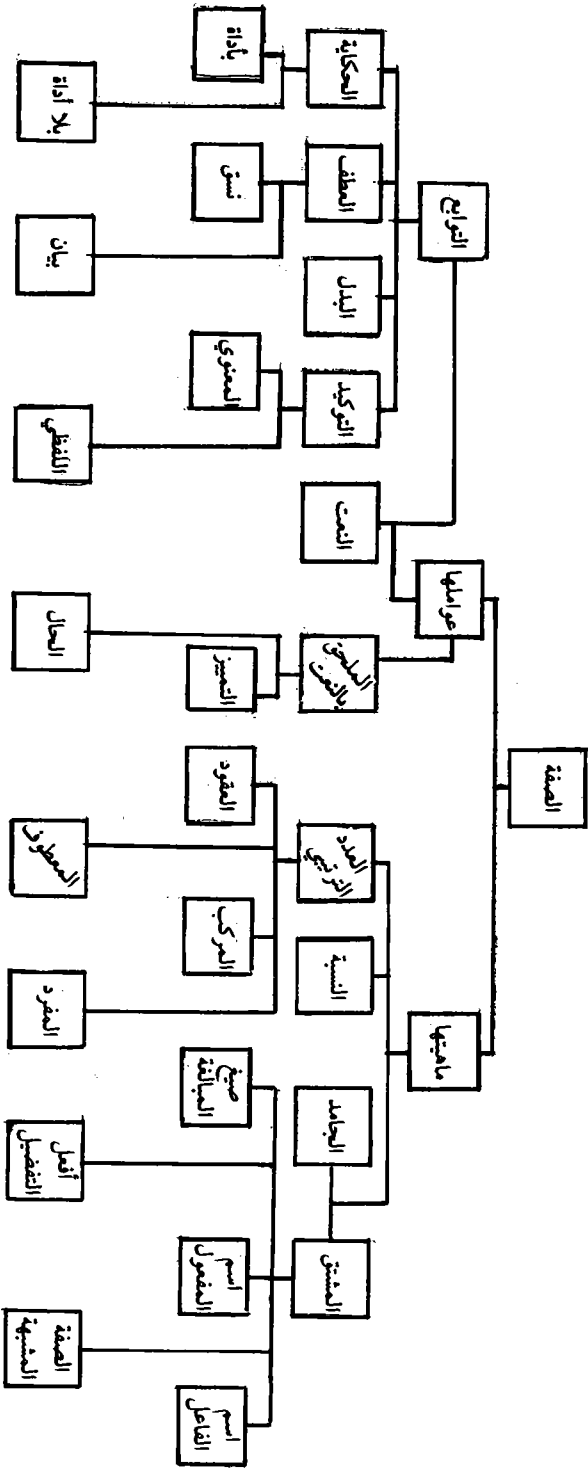 الصفة
ماهيتها
عواملها
المشتق
الجامد
النسبة
العدد
الترتيبي
الملحق
بالنعت
النعت
التوابع
التوكيد
البدل
العطف
الحكاية
اسم
الفاعل
الصفة
المشبهة
اسم
المفعول
أفعل
التفضيل
صيغ
المبالغة
المفرد
المركب
المعطوف
العقود
التمييز
الحال
اللفظي
المعنوي
بيان
نسق
بلا أداة
بأداة